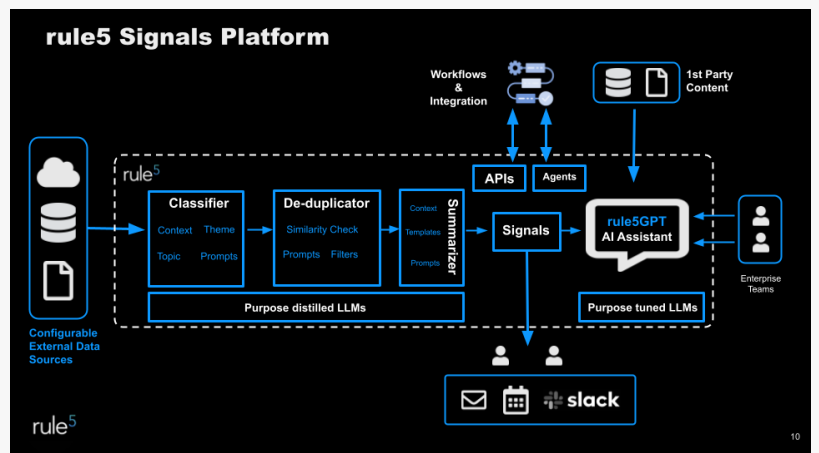 rule5 Signals Platform
Workflows
&
Integration
1st Party
Content
rule5
APIs
Agents
Classifier
Context Theme
Topic Prompts
De-duplicator
Similarity Check
Prompts Filters
Summarizer
Context
Templates
Prompts
Signals
rule5GPT
AI Assistant
Enterprise
Teams
Purpose distilled LLMs
Purpose tuned LLMs
Configurable
External Data
Sources
slack
rule5
10